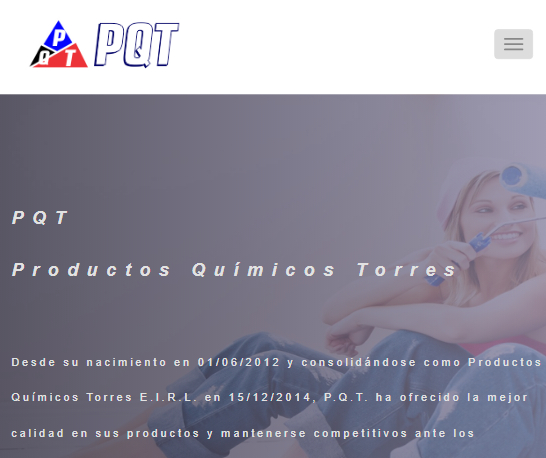 P
Q T
PQT
PQT
Productos Químicos Torres
Desde su nacimiento en 01/06/2012 y consolidándose como Productos
Químicos Torres E.I.R.L. en 15/12/2014, P.Q.T. ha ofrecido la mejor
calidad en sus productos y mantenerse competitivos ante los